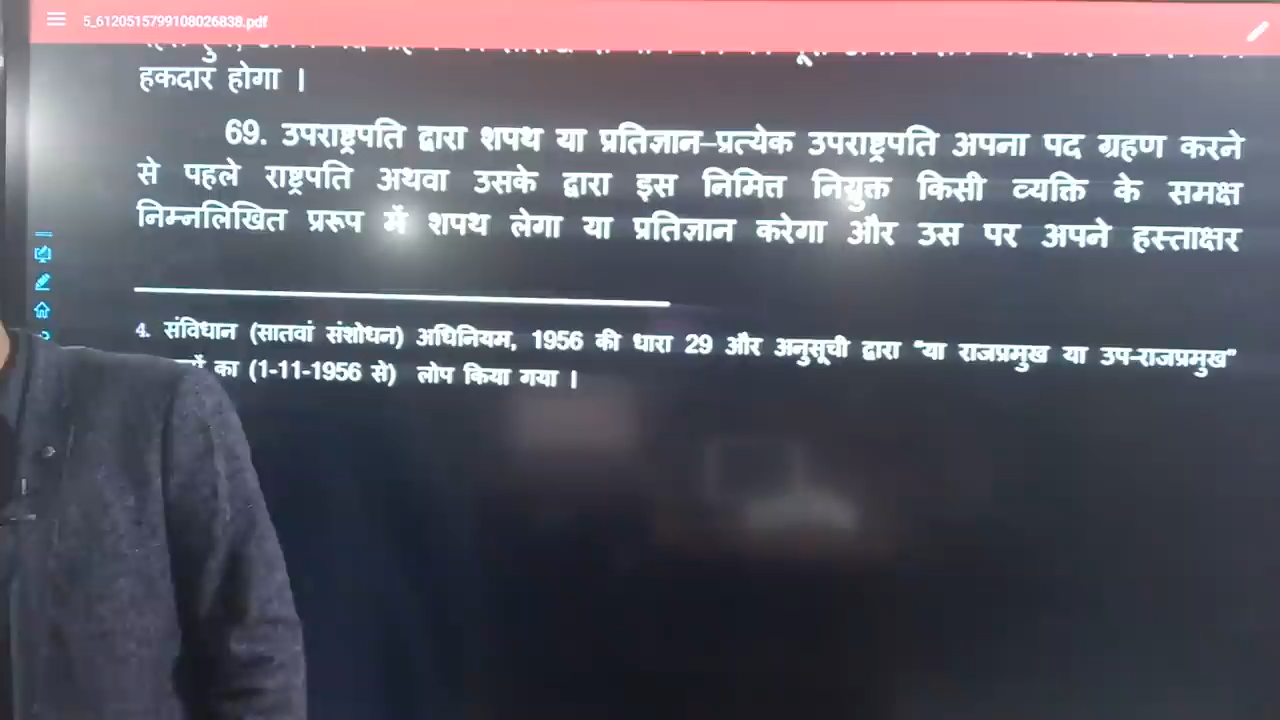 5_6120515799108026838.pdf
हकदार होगा ।
69. उपराष्ट्रपति द्वारा शपथ या प्रतिज्ञान–प्रत्येक उपराष्ट्रपति अपना पद ग्रहण करने
से पहले राष्ट्रपति अथवा उसके द्वारा इस निमित्त नियुक्त किसी व्यक्ति के समक्ष
निम्नलिखित प्ररूप में शपथ लेगा या प्रतिज्ञान करेगा और उस पर अपने हस्ताक्षर
4. संविधान (सातवां संशोधन) अधिनियम, 1956 की धारा 29 और अनुसूची द्वारा “या राजप्रमुख या उप-राजप्रमुख”
का (1-11-1956 से) लोप किया गया ।